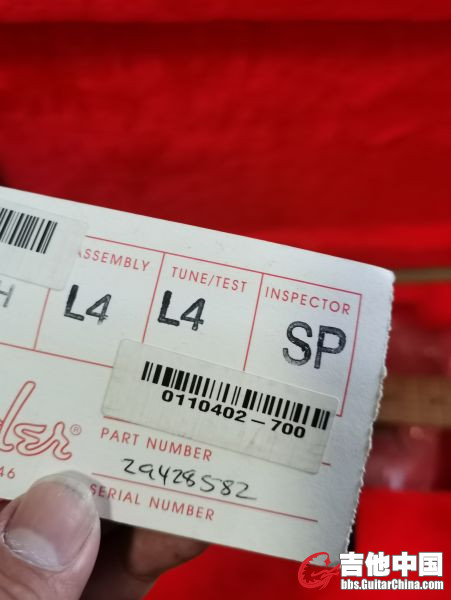 ASSEMBLY
TUNE/TEST
INSPECTOR
H
L4
L4
SP
0110402-700
PART NUMBER
29428582
SERIAL NUMBER
46
吉他中国
bbs.GuitarChina.com